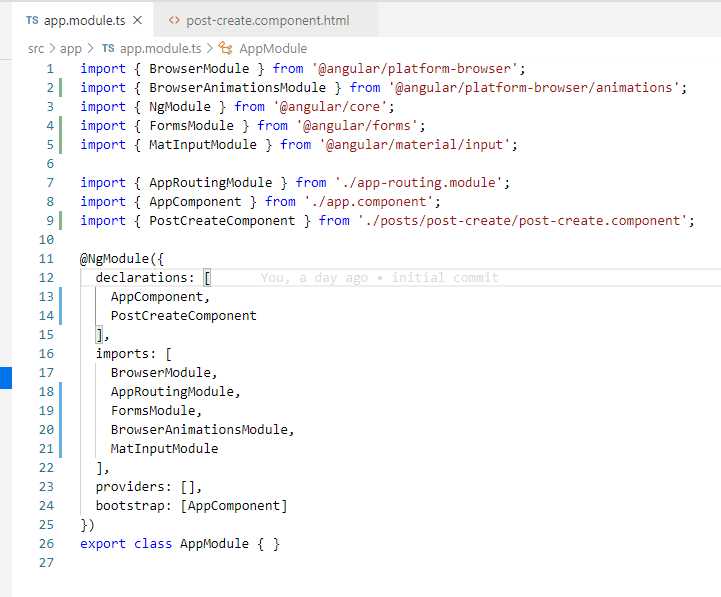 TS app.module.ts × <> post-create.component.html
src > app > TS app.module.ts > AppModule
1 import { BrowserModule } from '@angular/platform-browser';
2 import { BrowserAnimationsModule } from '@angular/platform-browser/animations';
3 import { NgModule } from '@angular/core';
4 import { FormsModule } from '@angular/forms';
5 import { MatInputModule } from '@angular/material/input';
6
7 import { AppRoutingModule } from './app-routing.module';
8 import { AppComponent } from './app.component';
9 import { PostCreateComponent } from './posts/post-create/post-create.component';
10
11 @NgModule({
12   declarations: [ You, a day ago • initial commit
13     AppComponent,
14     PostCreateComponent
15   ],
16   imports: [
17     BrowserModule,
18     AppRoutingModule,
19     FormsModule,
20     BrowserAnimationsModule,
21     MatInputModule
22   ],
23   providers: [],
24   bootstrap: [AppComponent]
25 })
26 export class AppModule { }
27